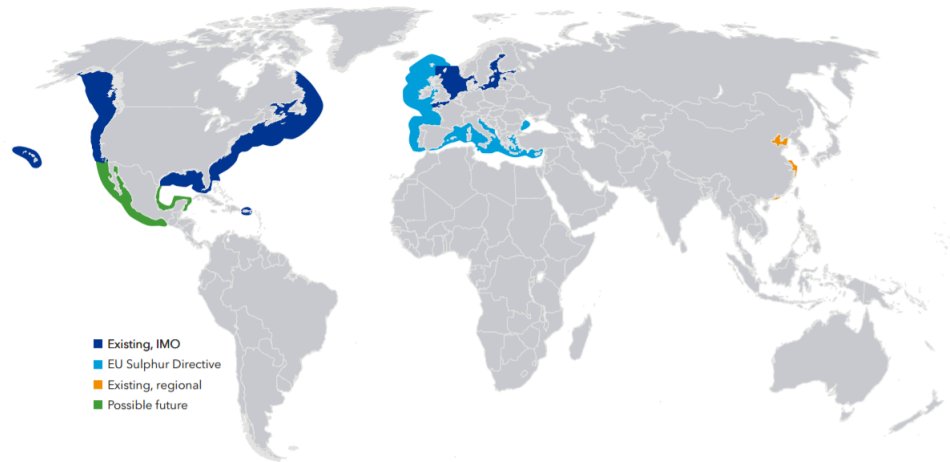 Existing, IMO
EU Sulphur Directive
Existing, regional
Possible future